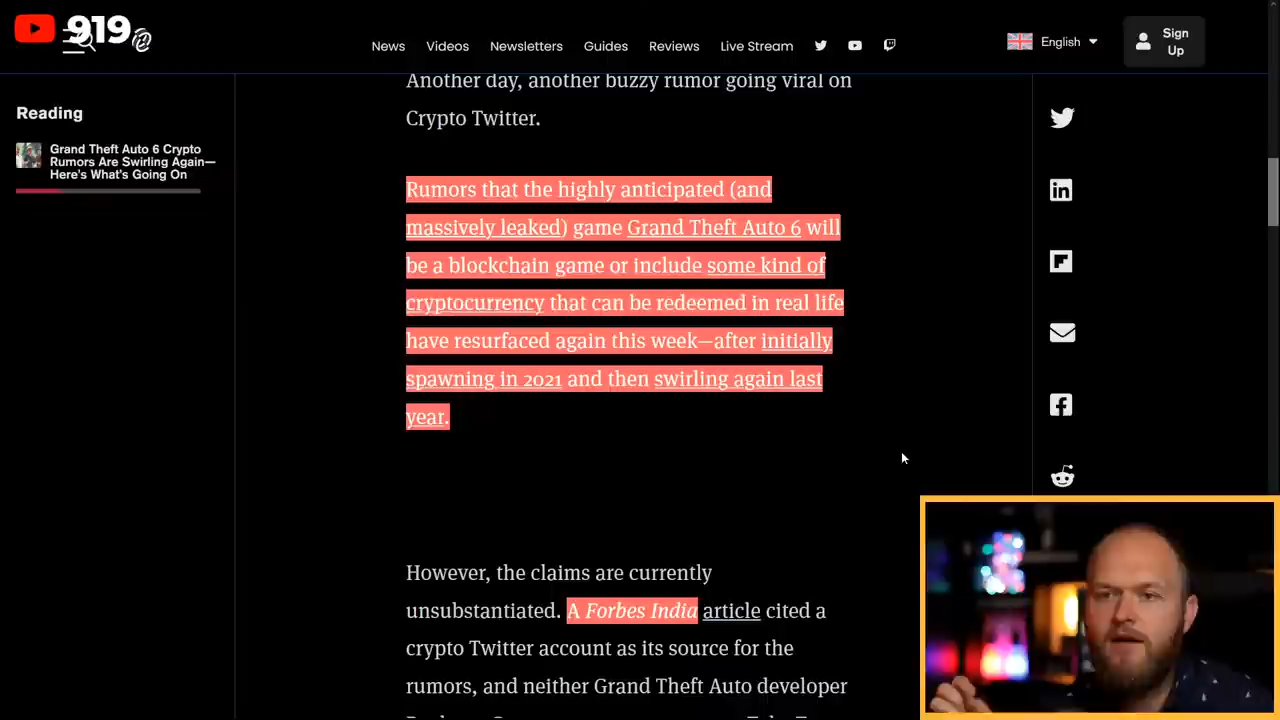 919
News Videos Newsletters Guides Reviews Live Stream
English
Sign
Up
Reading
Grand Theft Auto 6 Crypto
Rumors Are Swirling Again—
Here's What's Going On
Another day, another buzzy rumor going viral on
Crypto Twitter.
Rumors that the highly anticipated (and
massively leaked) game Grand Theft Auto 6 will
be a blockchain game or include some kind of
cryptocurrency that can be redeemed in real life
have resurfaced again this week—after initially
spawning in 2021 and then swirling again last
year.
However, the claims are currently
unsubstantiated. A Forbes India article cited a
crypto Twitter account as its source for the
rumors, and neither Grand Theft Auto developer